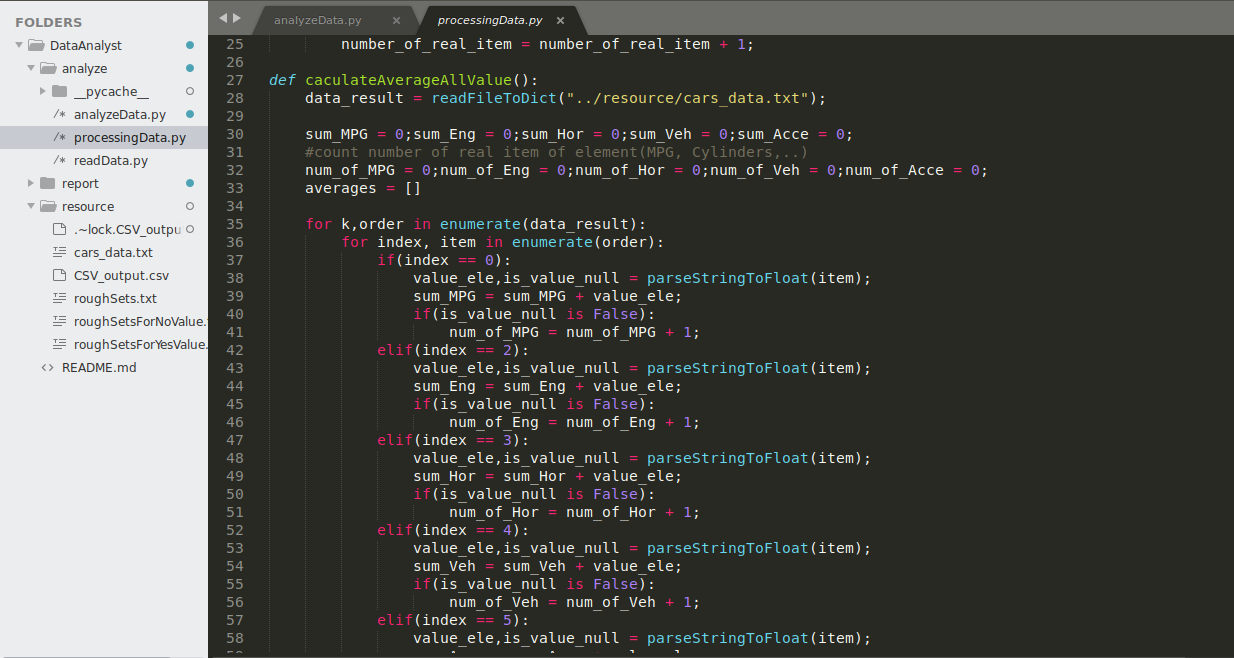 FOLDERS
DataAnalyst
analyze
__pycache__
/* analyzeData.py
/* processingData.py
/* readData.py
report
resource
.~lock.CSV_outpu
cars_data.txt
CSV_output.csv
roughSets.txt
roughSetsForNoValue.
roughSetsForYesValue.
<> README.md
analyzeData.py ×
processingData.py ×
25 number_of_real_item = number_of_real_item + 1;
26
27 def caculateAverageAllValue():
28 data_result = readFileToDict("../resource/cars_data.txt");
29
30 sum_MPG = 0;sum_Eng = 0;sum_Hor = 0;sum_Veh = 0;sum_Acce = 0;
31 #count number of real item of element(MPG, Cylinders,..)
32 num_of_MPG = 0;num_of_Eng = 0;num_of_Hor = 0;num_of_Veh = 0;num_of_Acce = 0;
33 averages = []
34
35 for k,order in enumerate(data_result):
36 for index, item in enumerate(order):
37 if(index == 0):
38 value_ele,is_value_null = parseStringToFloat(item);
39 sum_MPG = sum_MPG + value_ele;
40 if(is_value_null is False):
41 num_of_MPG = num_of_MPG + 1;
42 elif(index == 2):
43 value_ele,is_value_null = parseStringToFloat(item);
44 sum_Eng = sum_Eng + value_ele;
45 if(is_value_null is False):
46 num_of_Eng = num_of_Eng + 1;
47 elif(index == 3):
48 value_ele,is_value_null = parseStringToFloat(item);
49 sum_Hor = sum_Hor + value_ele;
50 if(is_value_null is False):
51 num_of_Hor = num_of_Hor + 1;
52 elif(index == 4):
53 value_ele,is_value_null = parseStringToFloat(item);
54 sum_Veh = sum_Veh + value_ele;
55 if(is_value_null is False):
56 num_of_Veh = num_of_Veh + 1;
57 elif(index == 5):
58 value_ele,is_value_null = parseStringToFloat(item);